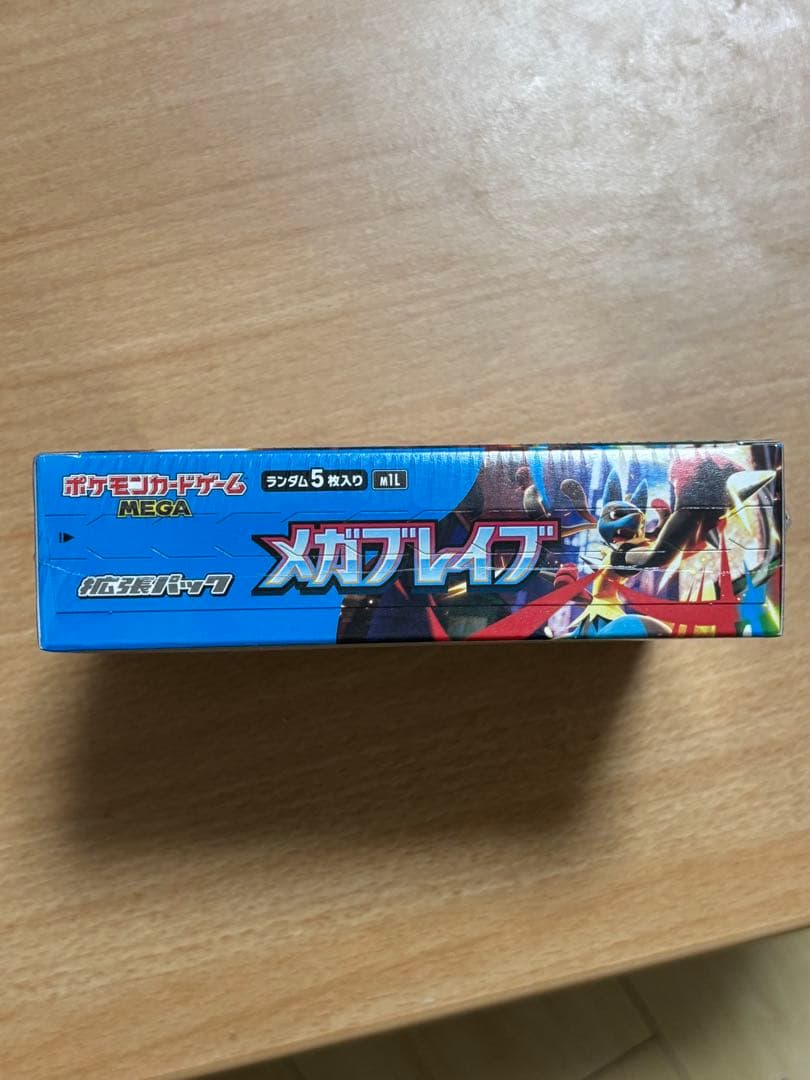 ポケモンカードゲーム
MEGA
ランダム5枚入り M1L
メガブレイブ
拡張パック